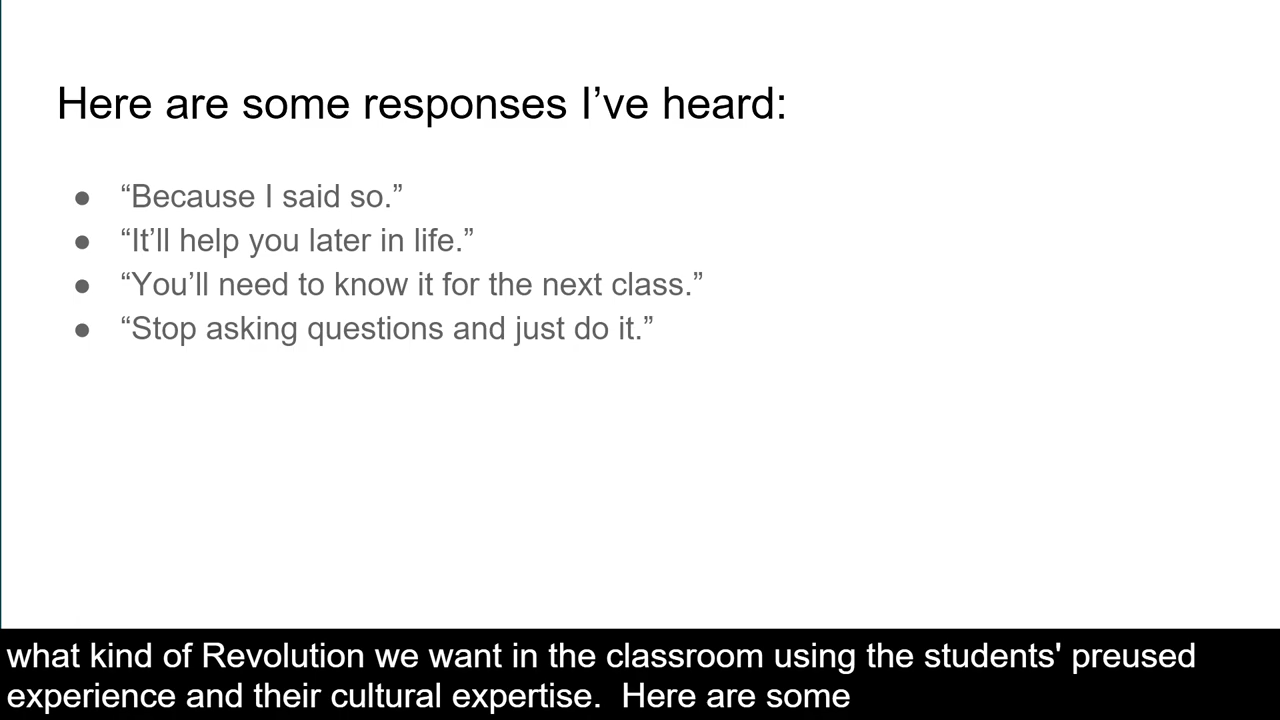 Here are some responses I’ve heard:
● “Because I said so.”
● “It’ll help you later in life.”
● “You’ll need to know it for the next class.”
● “Stop asking questions and just do it.”
what kind of Revolution we want in the classroom using the students' preused
experience and their cultural expertise.  Here are some